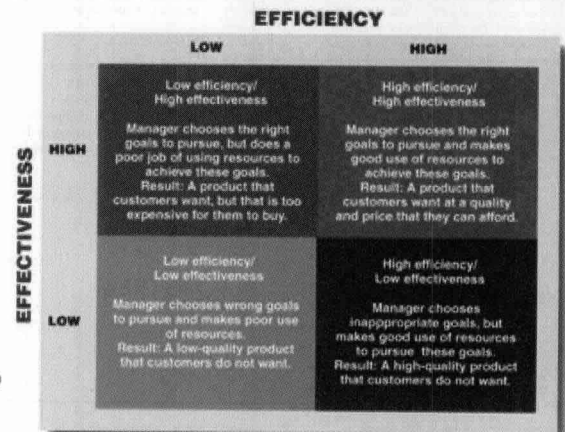 EFFICIENCY
LOW
HIGH
EFFECTIVENESS
HIGH
Low efficiency/
High effectiveness
Manager chooses the right
goals to pursue, but does a
poor job of using resources to
achieve these goals.
Result: A product that
customers want, but that is too
expensive for them to buy.
High efficiency/
High effectiveness
Manager chooses the right
goals to pursue and makes
good use of resources to
achieve these goals.
Result: A product that
customers want at a quality
and price that they can afford.
LOW
Low efficiency/
Low effectiveness
Manager chooses wrong goals
to pursue and makes poor use
of resources.
Result: A low-quality product
that customers do not want.
High efficiency/
Low effectiveness
Manager chooses
inapppropriate goals, but
makes good use of resources
to pursue these goals.
Result: A high-quality product
that customers do not want.